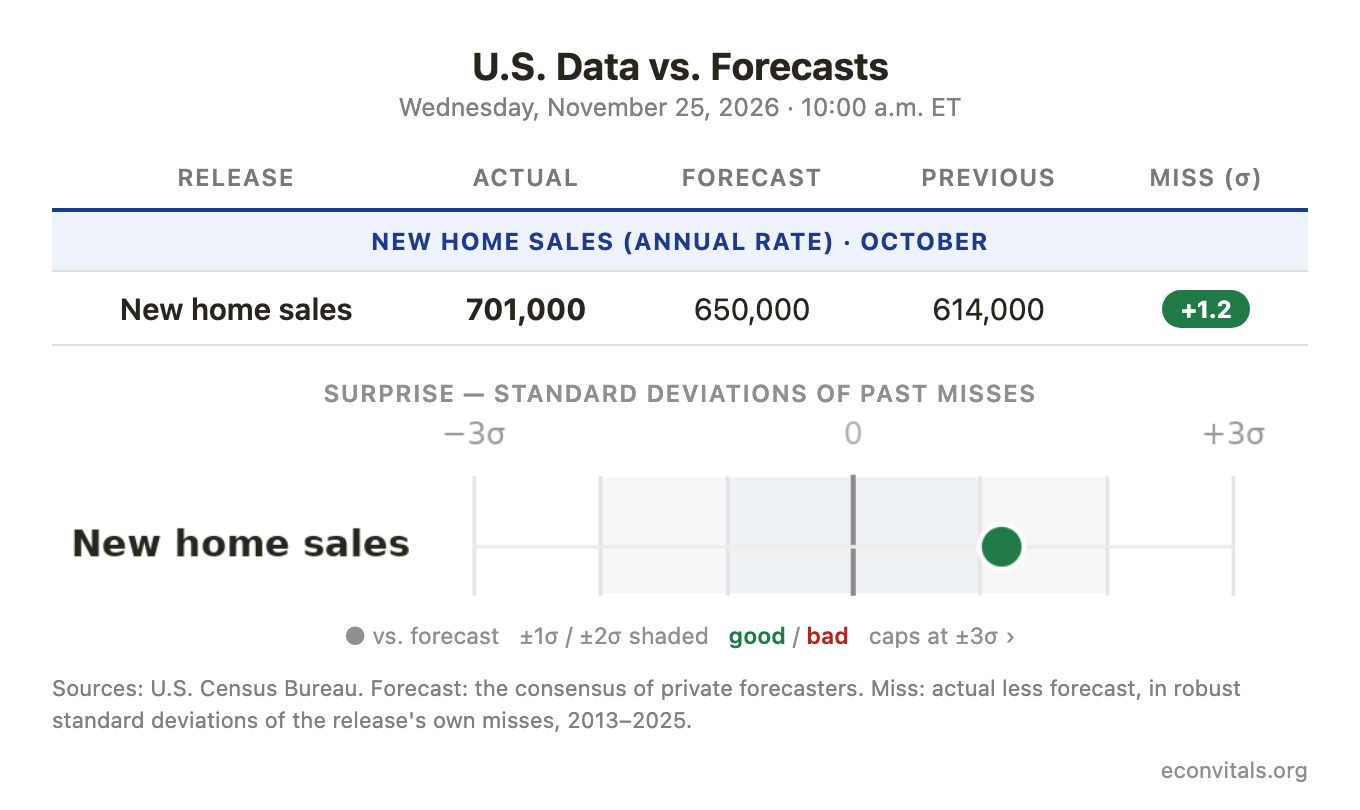 U.S. Data vs. Forecasts
Wednesday, November 25, 2026 · 10:00 a.m. ET
RELEASE ACTUAL FORECAST PREVIOUS MISS (σ)
NEW HOME SALES (ANNUAL RATE) · OCTOBER
New home sales 701,000 650,000 614,000 +1.2
SURPRISE — STANDARD DEVIATIONS OF PAST MISSES
−3σ 0 +3σ
New home sales
vs. forecast ±1σ / ±2σ shaded good / bad caps at ±3σ ›
Sources: U.S. Census Bureau. Forecast: the consensus of private forecasters. Miss: actual less forecast, in robust
standard deviations of the release's own misses, 2013–2025.
econvitals.org